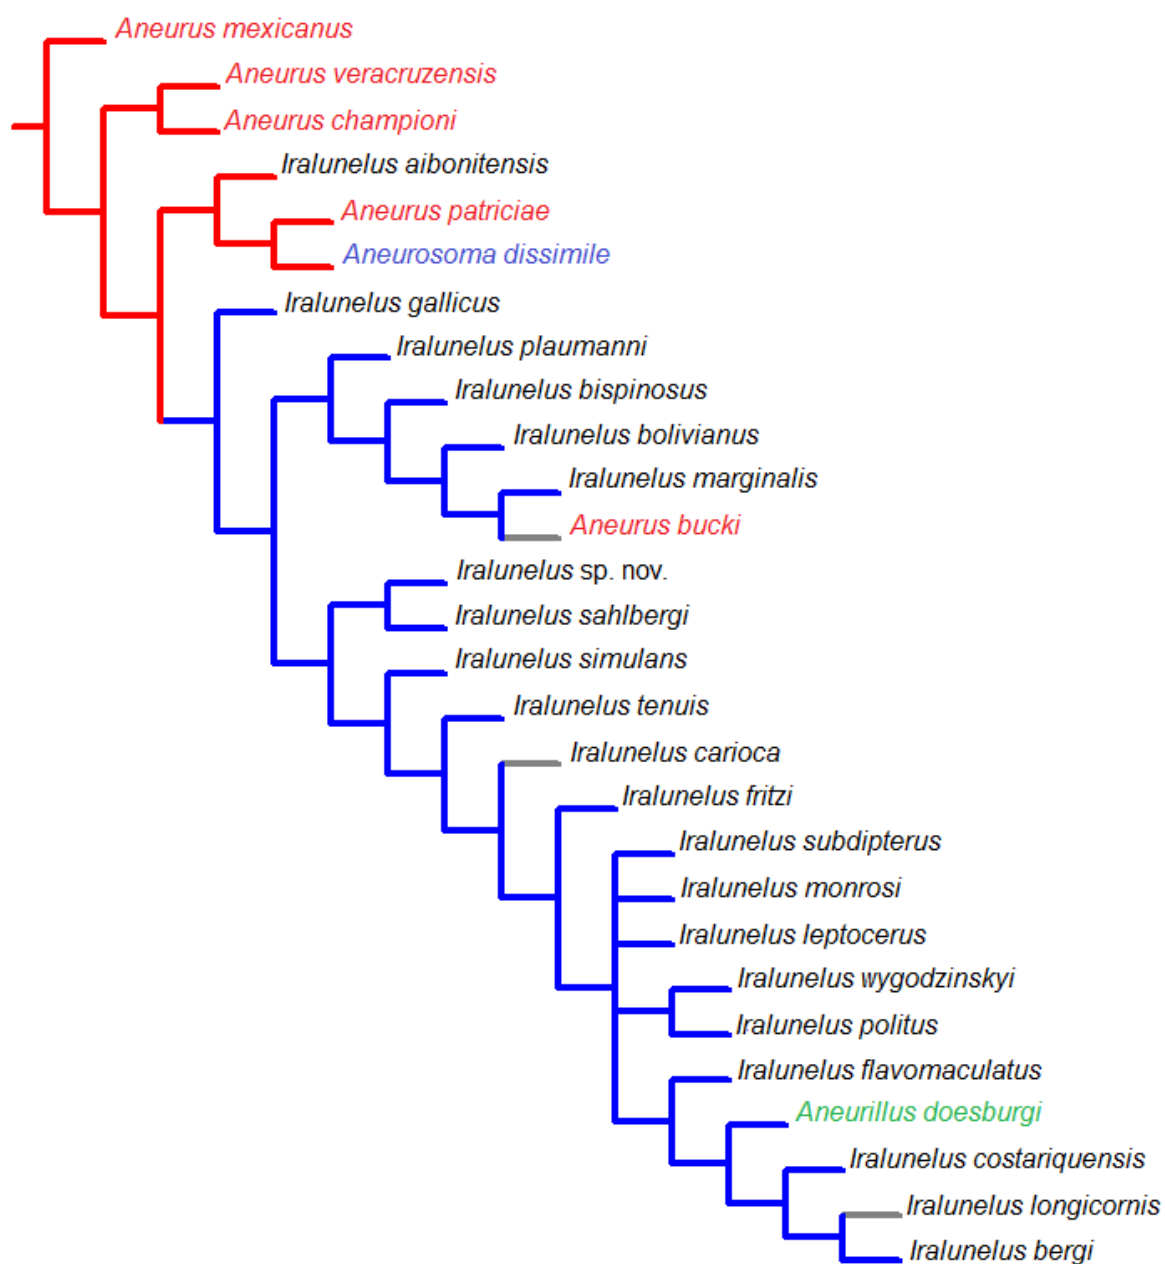 Aneurus mexicanus
Aneurus veracruzensis
Aneurus championi
Iralunelus aibonitensis
Aneurus patriciae
Aneurosoma dissimile
Iralunelus gallicus
Iralunelus plaumanni
Iralunelus bispinosus
Iralunelus bolivianus
Iralunelus marginalis
Aneurus bucki
Iralunelus sp. nov.
Iralunelus sahlbergi
Iralunelus simulans
Iralunelus tenuis
Iralunelus carioca
Iralunelus fritzi
Iralunelus subdipterus
Iralunelus monrosi
Iralunelus leptocerus
Iralunelus wygodzinskyi
Iralunelus politus
Iralunelus flavomaculatus
Aneurillus doesburgi
Iralunelus costariquensis
Iralunelus longicornis
Iralunelus bergi